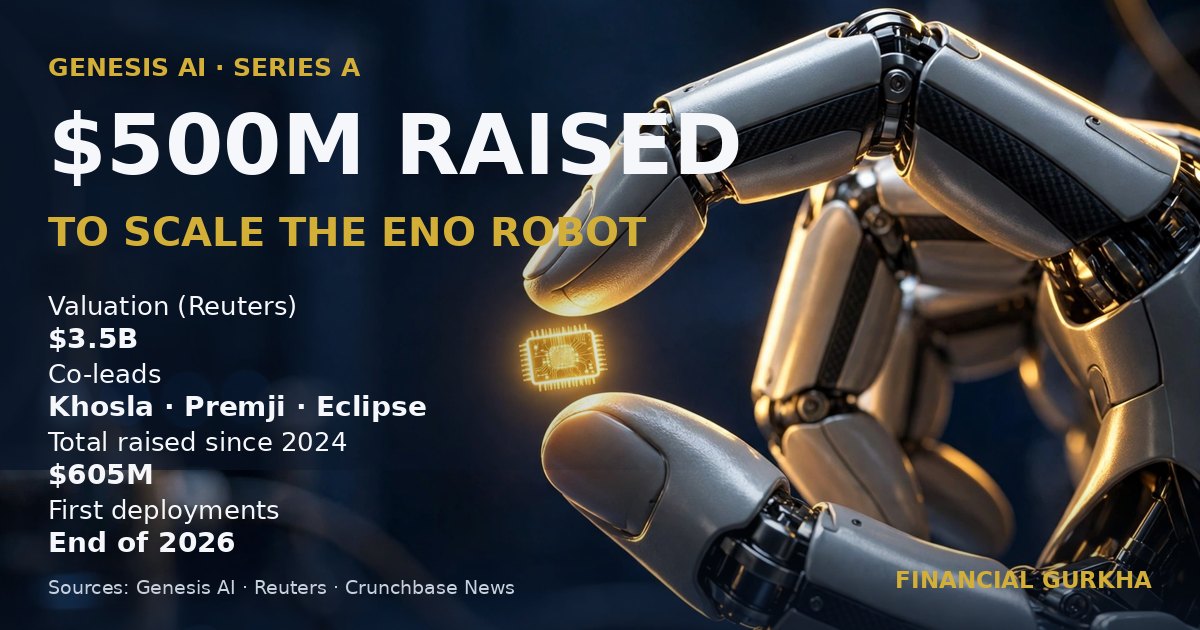 GENESIS AI · SERIES A
$500M RAISED
TO SCALE THE ENO ROBOT
Valuation (Reuters)
$3.5B
Co-leads
Khosla · Premji · Eclipse
Total raised since 2024
$605M
First deployments
End of 2026
Sources: Genesis AI · Reuters · Crunchbase News
FINANCIAL GURKHA